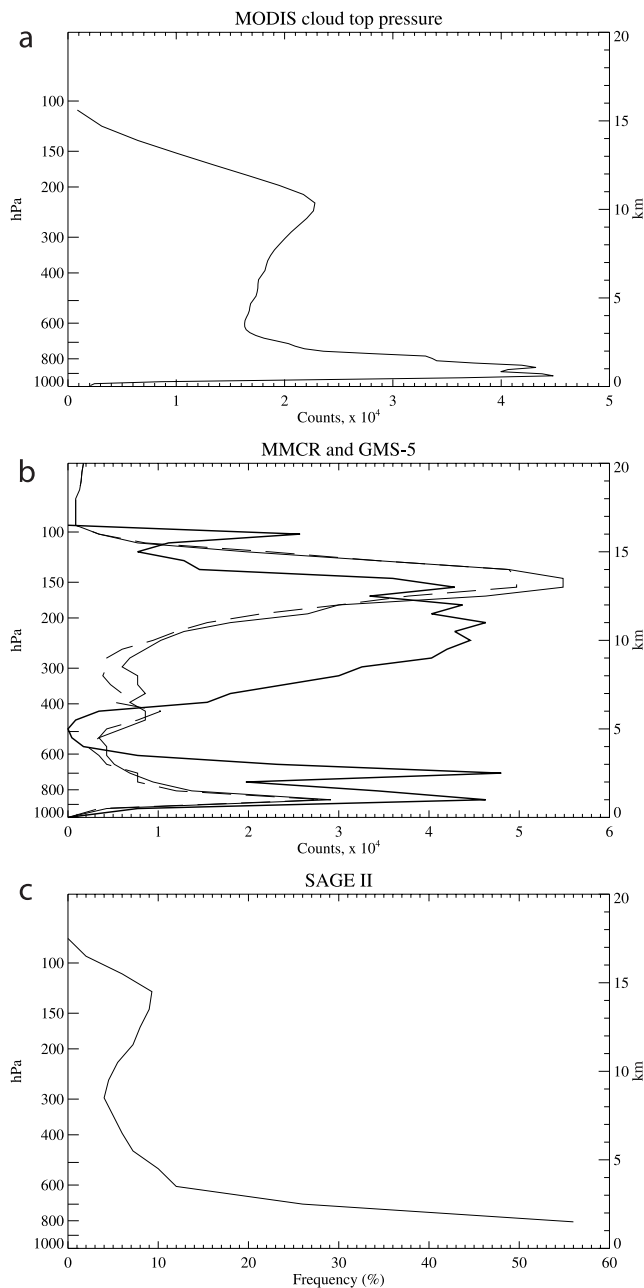 a
MODIS cloud top pressure
100
150
200
300
400
600
800
1000
hPa
20
15
10
5
0
km
0 1 2 3 4 5
Counts, x 10^4
b
MMCR and GMS-5
100
150
200
300
400
600
800
1000
hPa
20
15
10
5
0
km
0 1 2 3 4 5 6
Counts, x 10^4
c
SAGE II
100
150
200
300
400
600
800
1000
hPa
20
15
10
5
0
km
0 10 20 30 40 50 60
Frequency (%)